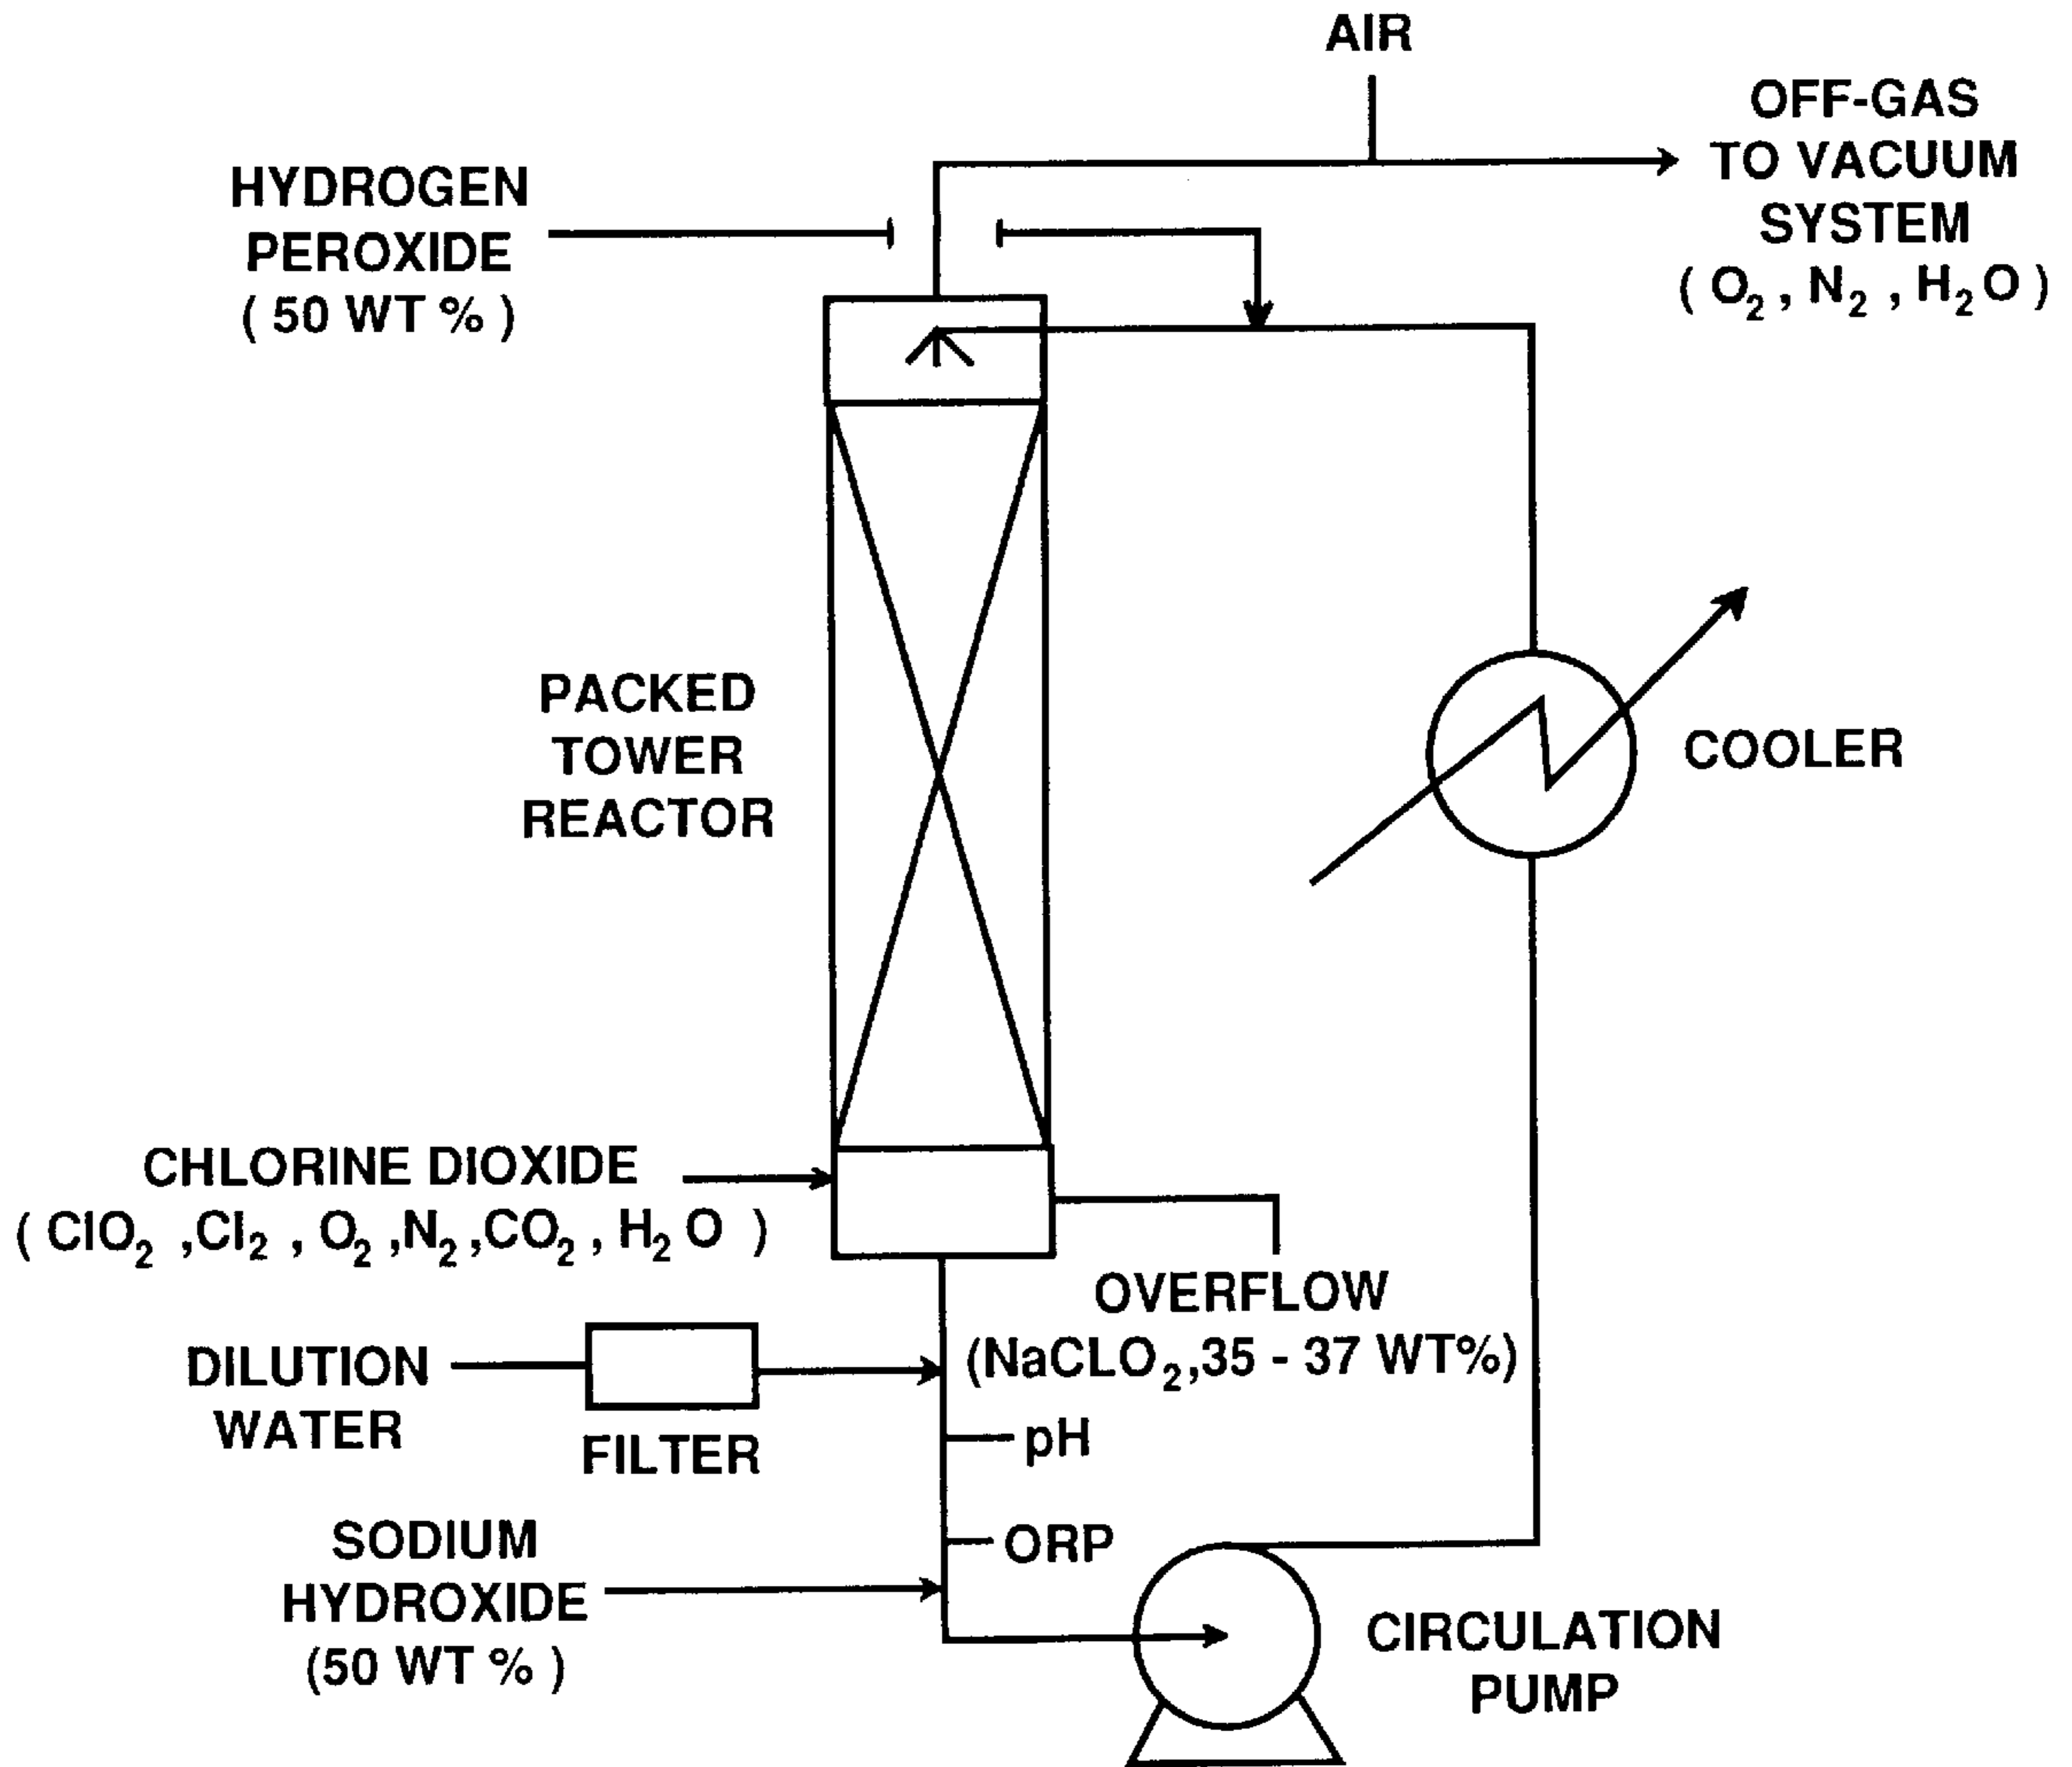 AIR
OFF-GAS
TO VACUUM
SYSTEM
( O₂ , N₂ , H₂O )
HYDROGEN
PEROXIDE
( 50 WT % )
PACKED
TOWER
REACTOR
COOLER
CHLORINE DIOXIDE
( ClO₂ ,Cl₂ , O₂ ,N₂ ,CO₂ , H₂ O )
OVERFLOW
(NaCLO₂,35 - 37 WT%)
DILUTION
WATER
FILTER
pH
ORP
SODIUM
HYDROXIDE
(50 WT % )
CIRCULATION
PUMP